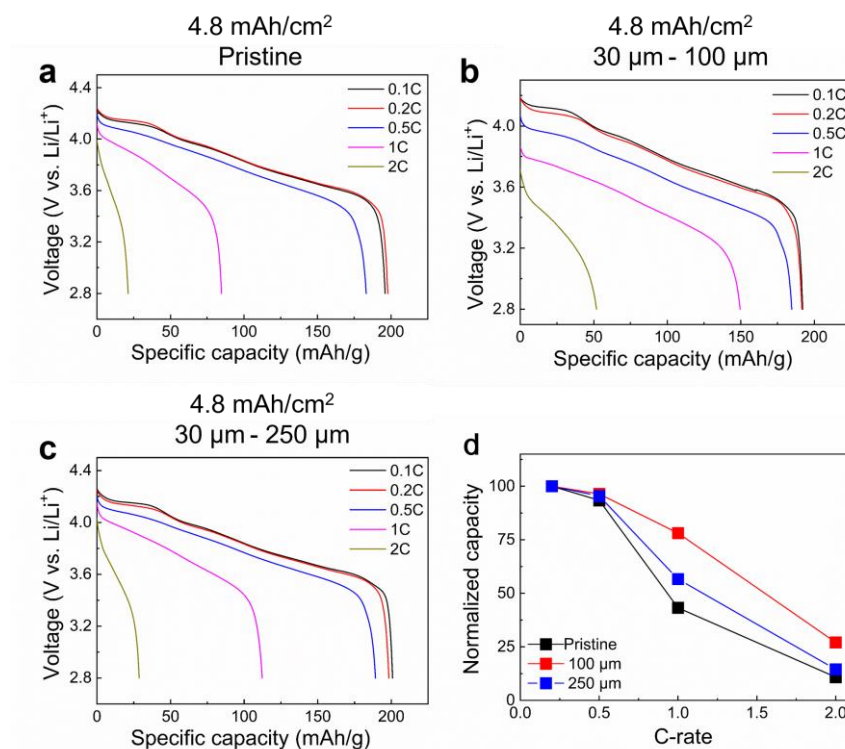 4.8 mAh/cm²
Pristine
a
4.4
4.0
3.6
3.2
2.8
Voltage (V vs. Li/Li⁺)
0.1C
0.2C
0.5C
1C
2C
0 50 100 150 200
Specific capacity (mAh/g)
4.8 mAh/cm²
30 µm - 100 µm
b
4.0
3.6
3.2
2.8
Voltage (V vs. Li/Li⁺)
0.1C
0.2C
0.5C
1C
2C
0 50 100 150 200
Specific capacity (mAh/g)
4.8 mAh/cm²
30 µm - 250 µm
c
4.4
4.0
3.6
3.2
2.8
Voltage (V vs. Li/Li⁺)
0.1C
0.2C
0.5C
1C
2C
0 50 100 150 200
Specific capacity (mAh/g)
d
100
75
50
25
0
Normalized capacity
Pristine
100 µm
250 µm
0.0 0.5 1.0 1.5 2.0
C-rate